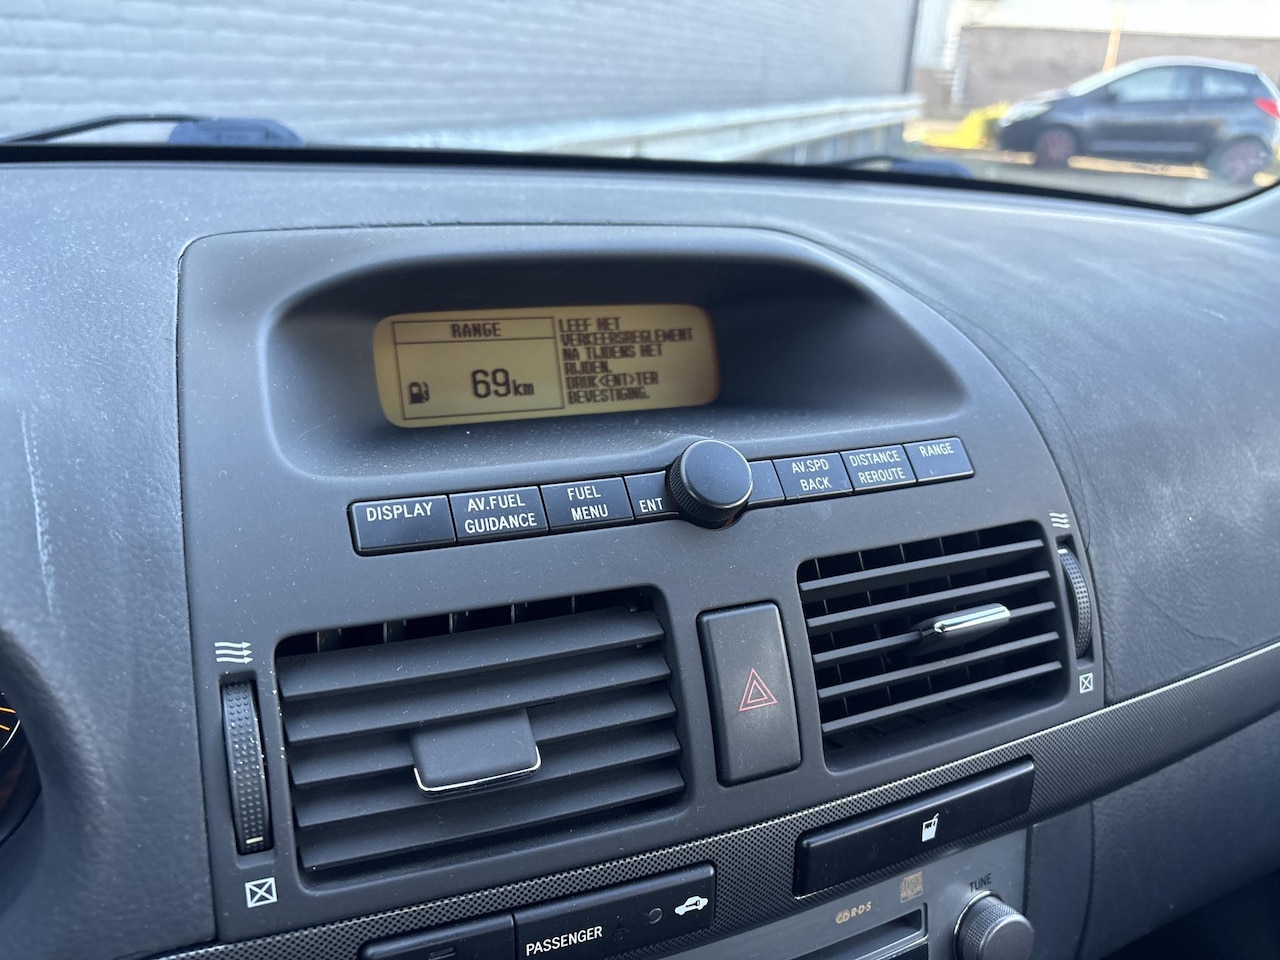 RANGE
69km
LEEF HET
VERKEERSREGLEMENT
NA TIJDENS HET
RIJDEN.
DRUK<ENT>TER
BEVESTIGING.
DISPLAY
AV.FUEL
GUIDANCE
FUEL
MENU
ENT
AV.SPD
BACK
DISTANCE
REROUTE
RANGE
PASSENGER
R·D·S
TUNE